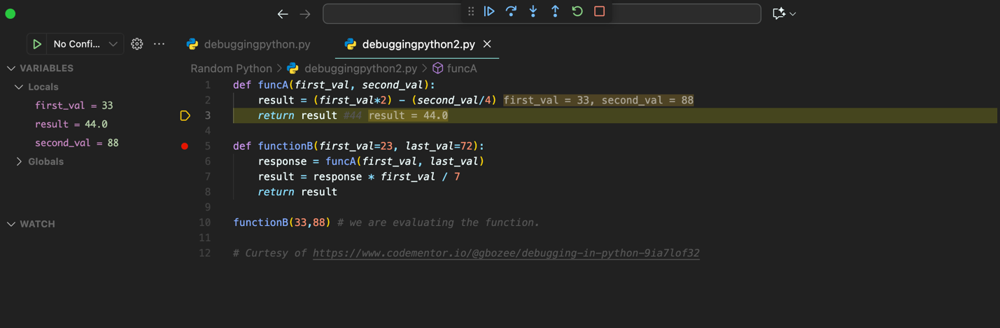 No Confi...
debuggingpython.py
debuggingpython2.py
VARIABLES
Locals
first_val = 33
result = 44.0
second_val = 88
Globals
WATCH
Random Python > debuggingpython2.py > funcA
1 def funcA(first_val, second_val):
2 result = (first_val*2) - (second_val/4) first_val = 33, second_val = 88
3 return result #44 result = 44.0
4
5 def functionB(first_val=23, last_val=72):
6 response = funcA(first_val, last_val)
7 result = response * first_val / 7
8 return result
9
10 functionB(33,88) # we are evaluating the function.
11
12 # Curtesy of https://www.codementor.io/@gbozee/debugging-in-python-9ia7lof32